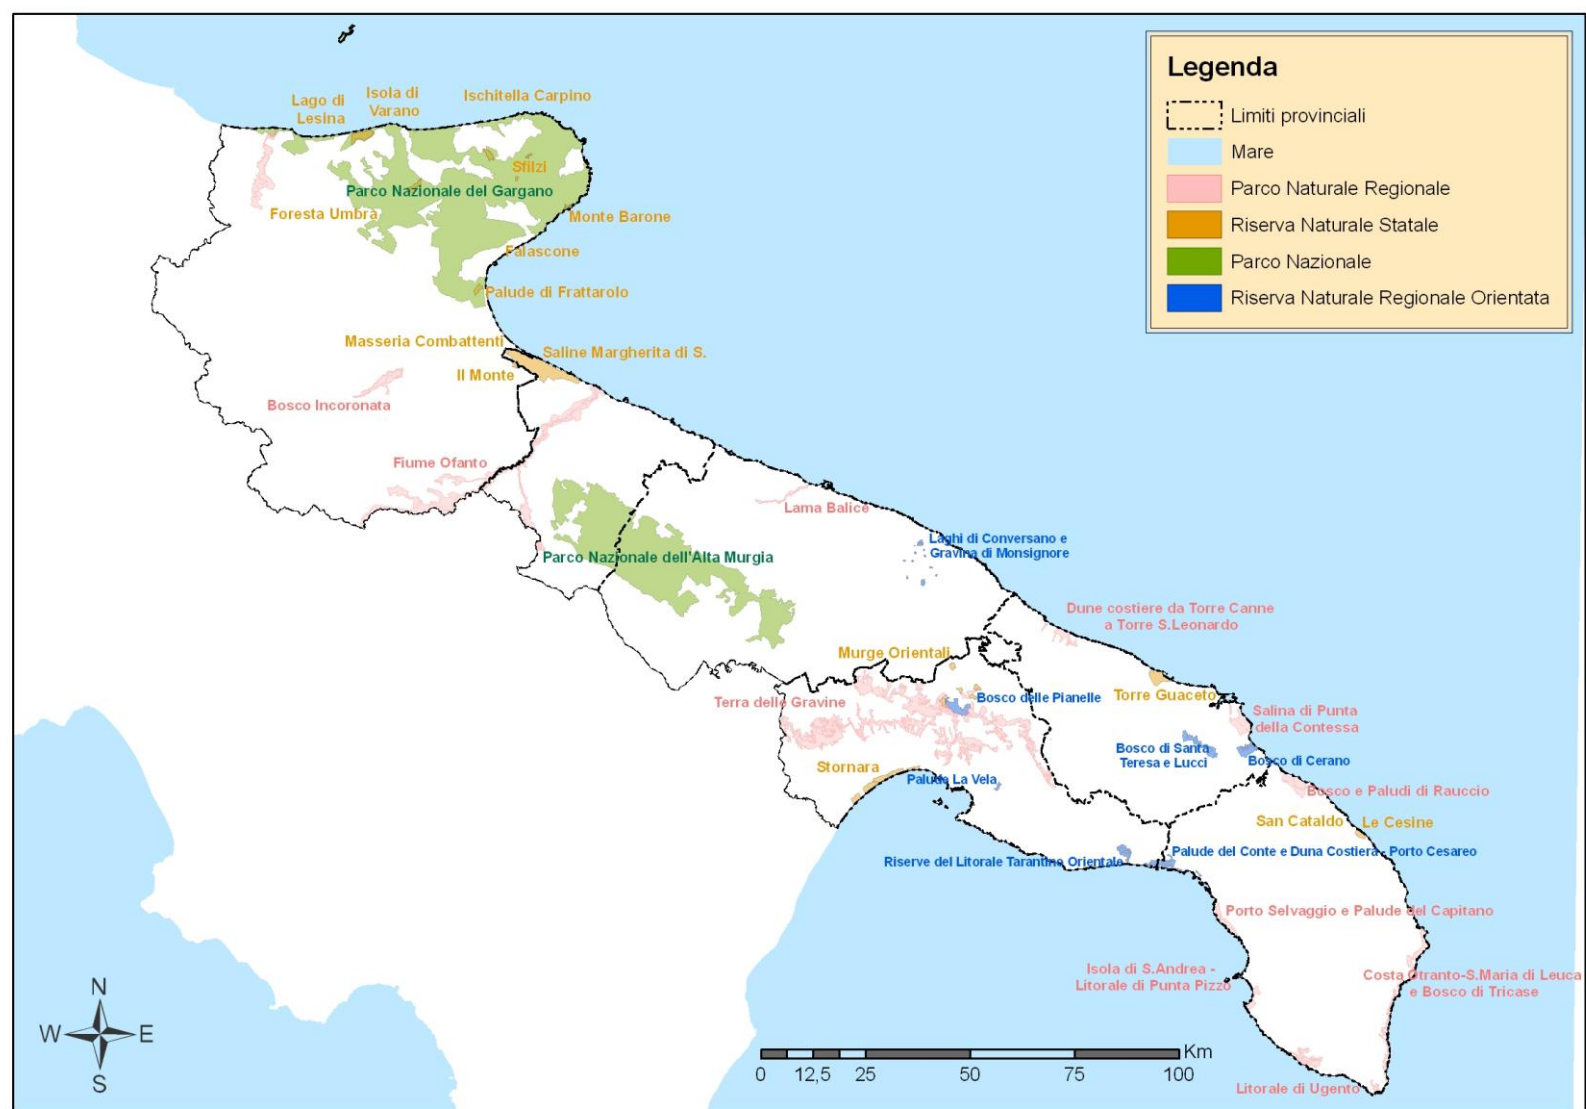 Legenda
Limiti provinciali
Mare
Parco Naturale Regionale
Riserva Naturale Statale
Parco Nazionale
Riserva Naturale Regionale Orientata
Lago di
Lesina
Isola di
Varano
Ischitella Carpino
Sfilzi
Parco Nazionale del Gargano
Foresta Umbra
Monte Barone
Falascone
Palude di Frattarolo
Masseria Combattenti
Saline Margherita di S.
Il Monte
Bosco Incoronata
Fiume Ofanto
Lama Balice
Parco Nazionale dell'Alta Murgia
Laghi di Conversano e
Gravina di Monsignore
Dune costiere da Torre Canne
a Torre S.Leonardo
Murge Orientali
Terra delle Gravine
Bosco delle Pianelle
Torre Guaceto
Salina di Punta
della Contessa
Bosco di Santa
Teresa e Lucci
Bosco di Cerano
Stornara
Palude La Vela
Bosco e Paludi di Rauccio
San Cataldo
Le Cesine
Riserve del Litorale Tarantino Orientale
Palude del Conte e Duna Costiera - Porto Cesareo
Porto Selvaggio e Palude del Capitano
Isola di S.Andrea -
Litorale di Punta Pizzo
Costa Otranto-S.Maria di Leuca
e Bosco di Tricase
Litorale di Ugento
N
W E
S
Km
0 12,5 25 50 75 100